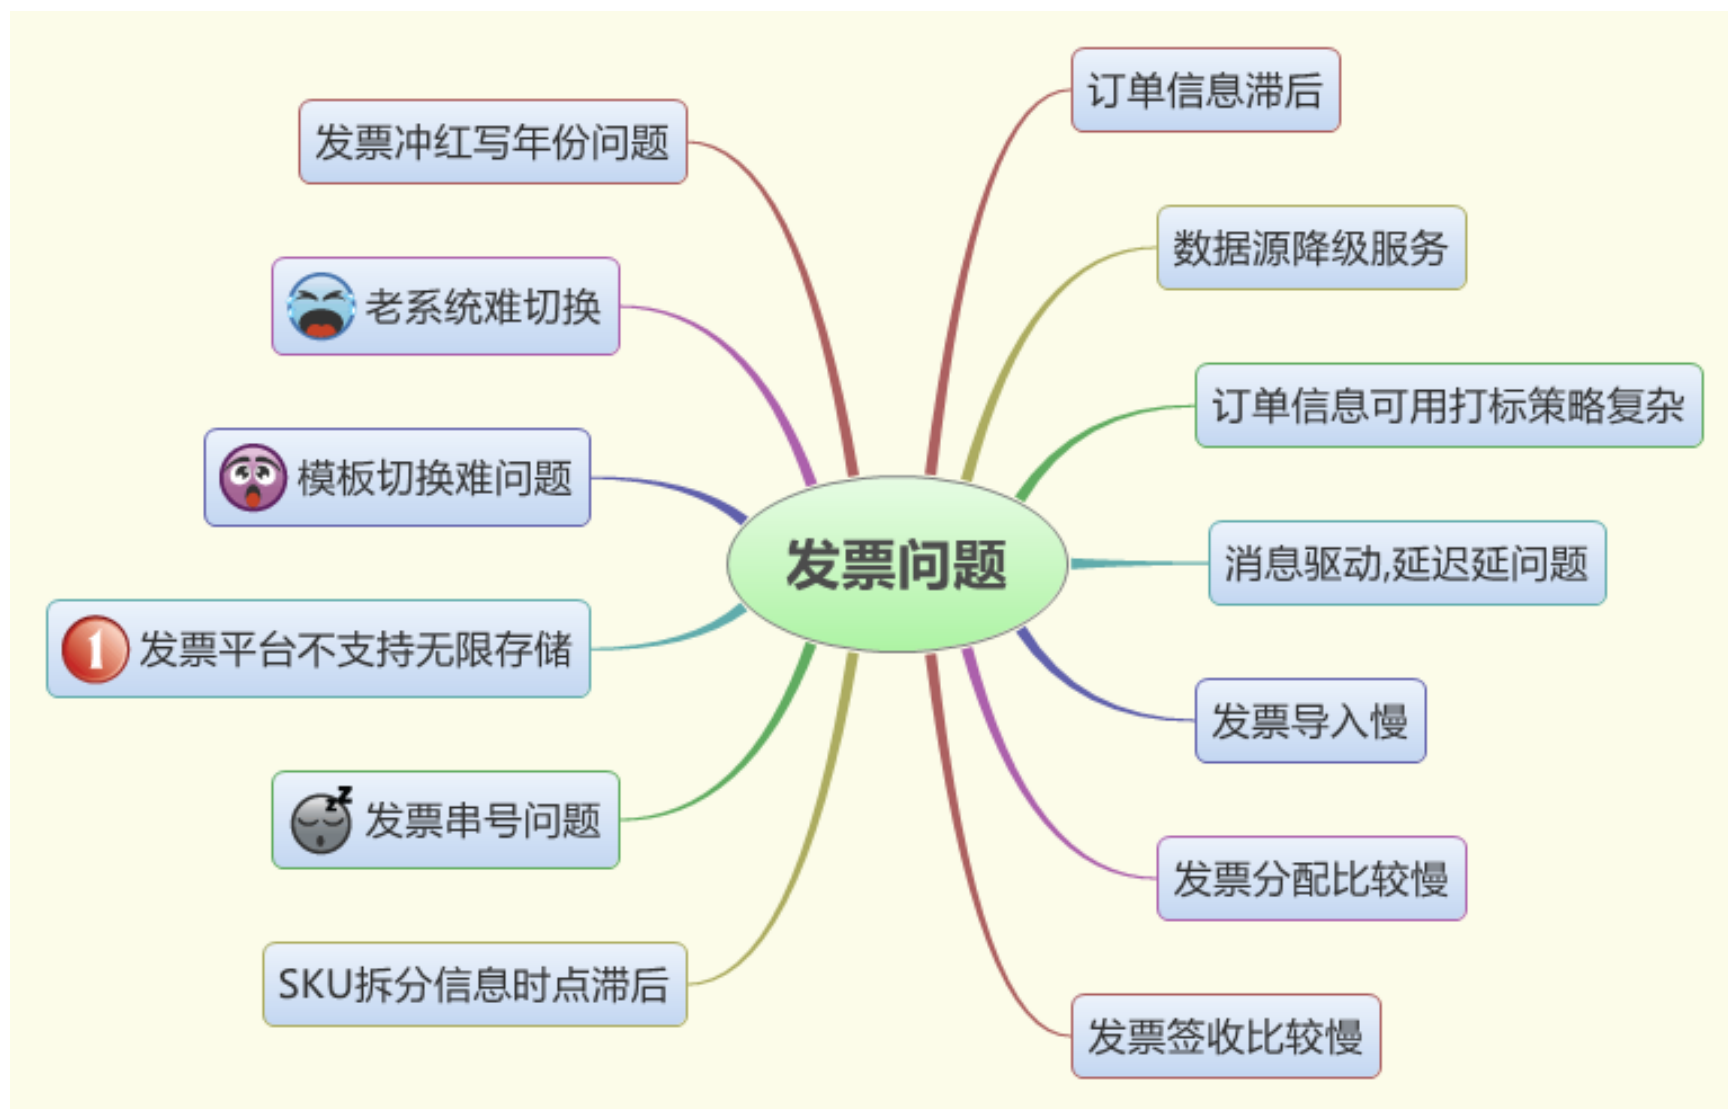 发票问题
订单信息滞后
数据源降级服务
订单信息可用打标策略复杂
消息驱动,延迟延问题
发票导入慢
发票分配比较慢
发票签收比较慢
发票冲红写年份问题
老系统难切换
模板切换难问题
1 发票平台不支持无限存储
zz 发票串号问题
SKU拆分信息时点滞后